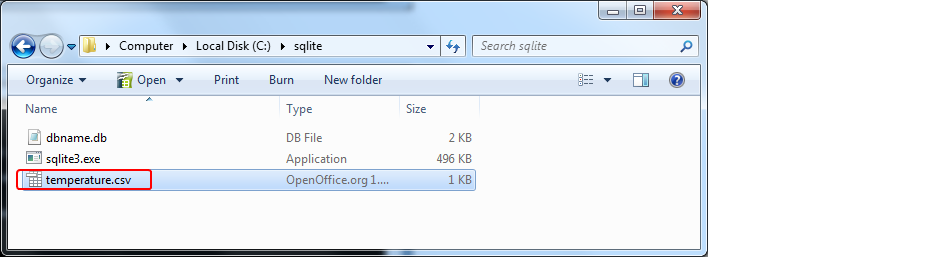 Computer Local Disk (C:) sqlite Search sqlite
Organize Open Print Burn New folder
Name Type Size
dbname.db DB File 2 KB
sqlite3.exe Application 496 KB
temperature.csv OpenOffice.org 1.... 1 KB